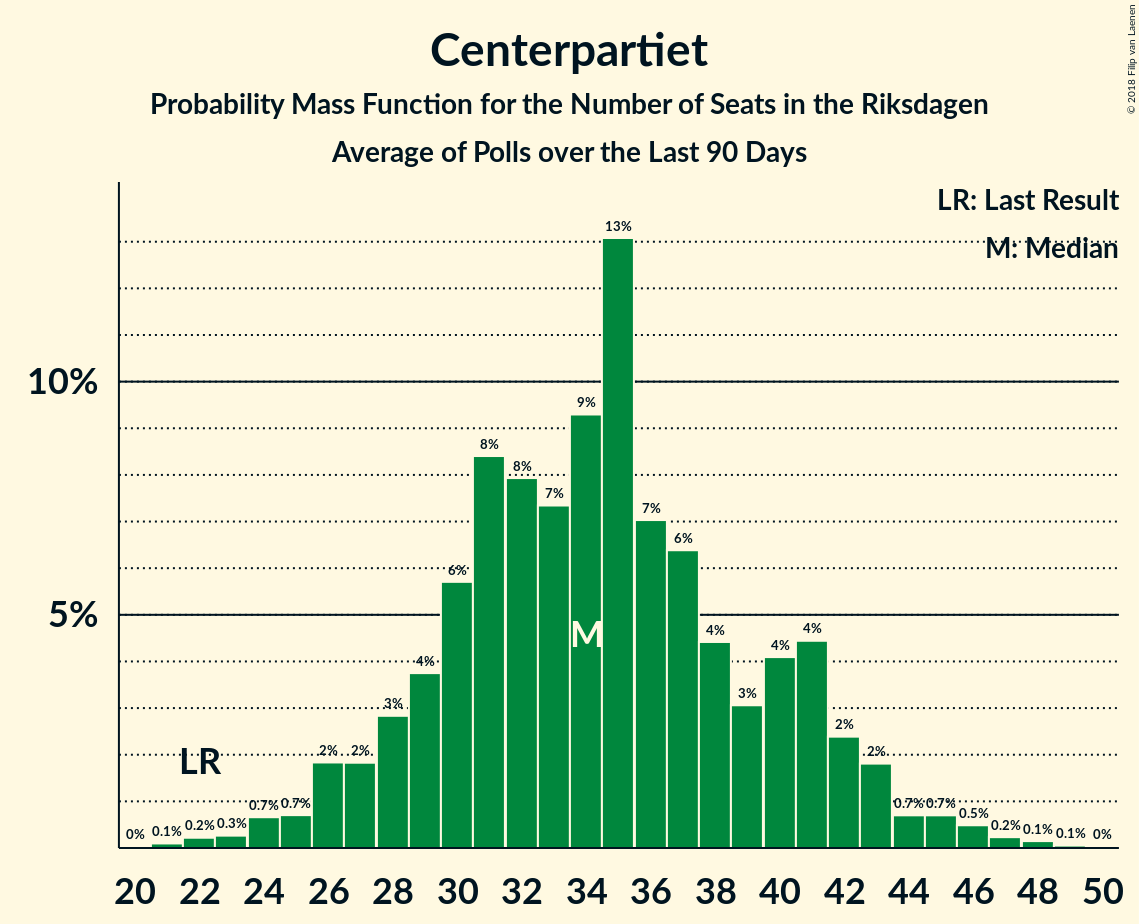 Centerpartiet
Probability Mass Function for the Number of Seats in the Riksdagen
Average of Polls over the Last 90 Days
© 2018 Filip van Laenen
LR: Last Result
M: Median
10%
5%
0% 0.1% 0.2% 0.3% 0.7% 0.7% 2% 2% 3% 4% 6% 8% 8% 7% 9% 13% 7% 6% 4% 3% 4% 4% 2% 2% 0.7% 0.7% 0.5% 0.2% 0.1% 0.1% 0%
LR
M
20 22 24 26 28 30 32 34 36 38 40 42 44 46 48 50